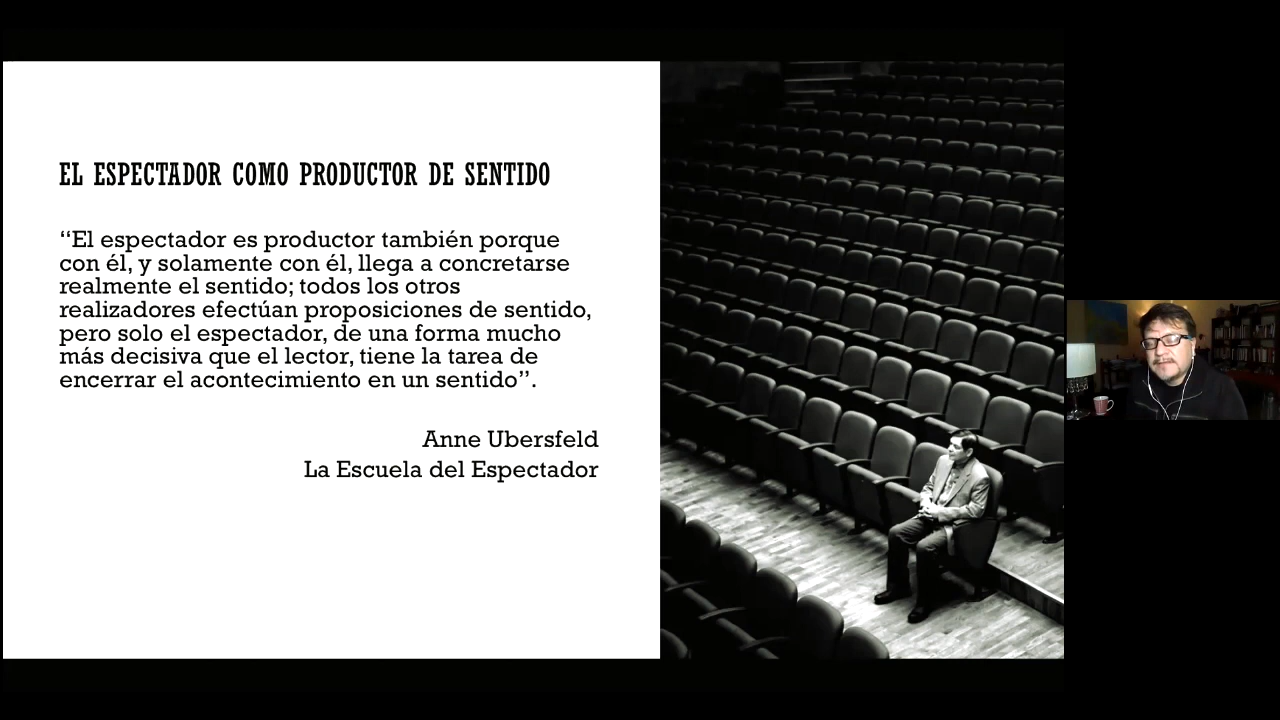 EL ESPECTADOR COMO PRODUCTOR DE SENTIDO
“El espectador es productor también porque
con él, y solamente con él, llega a concretarse
realmente el sentido; todos los otros
realizadores efectúan proposiciones de sentido,
pero solo el espectador, de una forma mucho
más decisiva que el lector, tiene la tarea de
encerrar el acontecimiento en un sentido”.
Anne Ubersfeld
La Escuela del Espectador